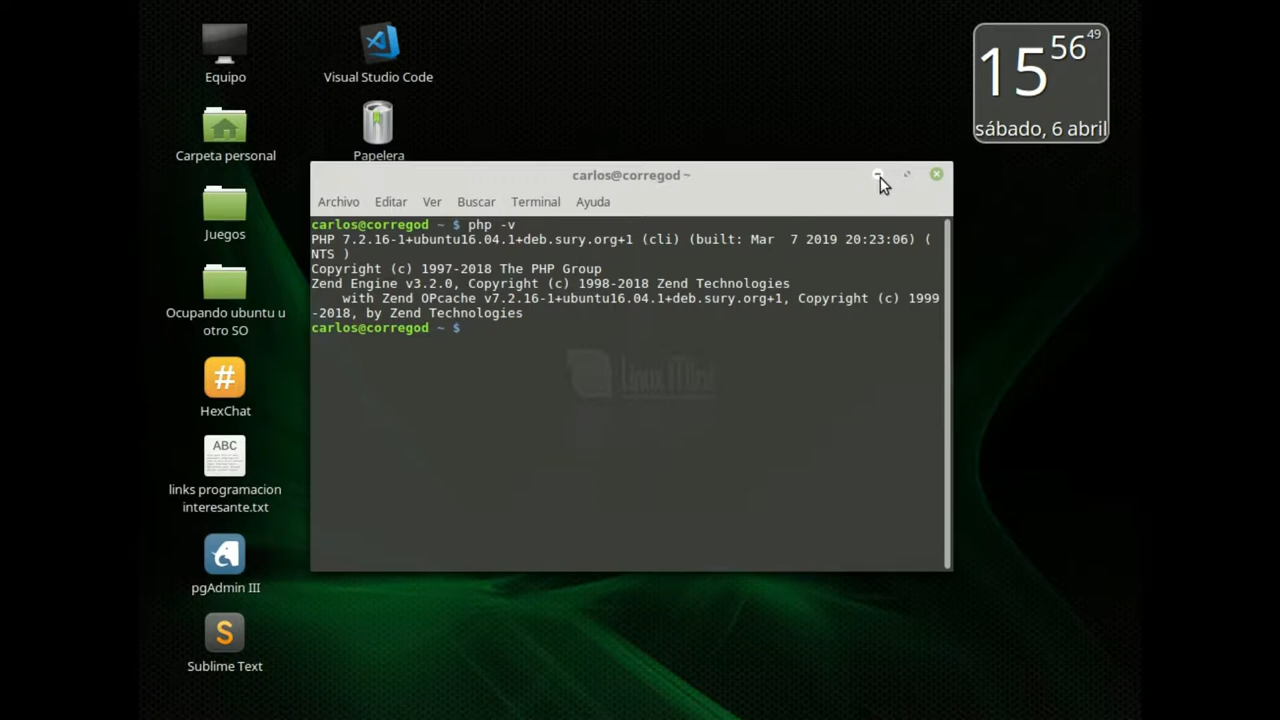 Equipo
Visual Studio Code
15 56 49
sábado, 6 abril
Carpeta personal
Papelera
carlos@corregod ~
Archivo Editar Ver Buscar Terminal Ayuda
carlos@corregod ~ $ php -v
PHP 7.2.16-1+ubuntu16.04.1+deb.sury.org+1 (cli) (built: Mar  7 2019 20:23:06) (
NTS )
Copyright (c) 1997-2018 The PHP Group
Zend Engine v3.2.0, Copyright (c) 1998-2018 Zend Technologies
    with Zend OPcache v7.2.16-1+ubuntu16.04.1+deb.sury.org+1, Copyright (c) 1999
-2018, by Zend Technologies
carlos@corregod ~ $
Linux Mint
Juegos
Ocupando ubuntu u
otro SO
#
HexChat
ABC
links programacion
interesante.txt
pgAdmin III
S
Sublime Text